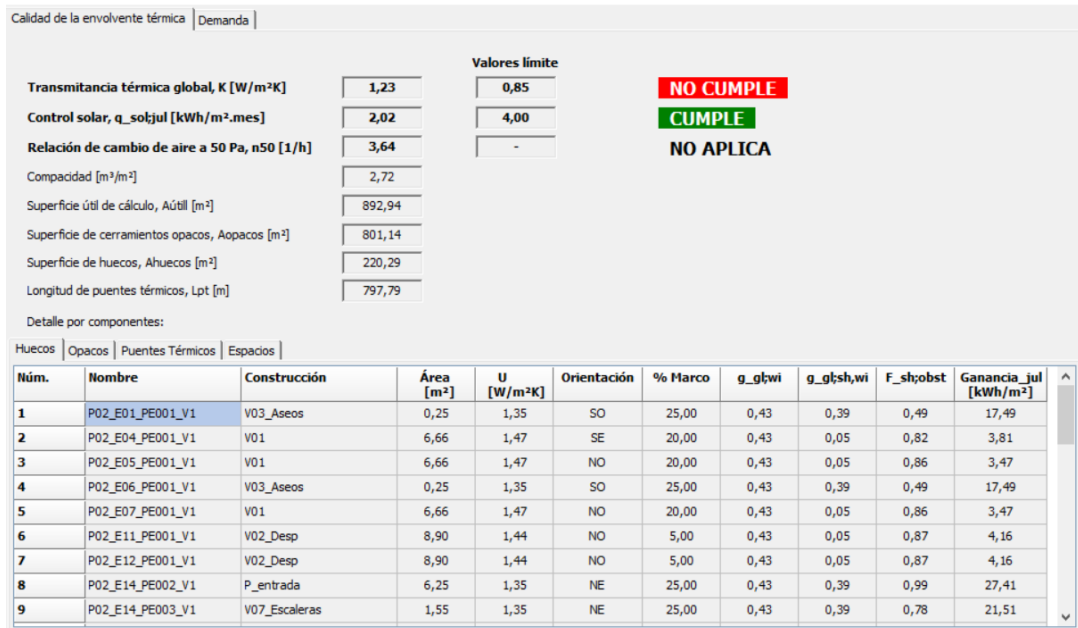 Calidad de la envolvente térmica Demanda
Valores límite
Transmitancia térmica global, K [W/m²K] 1,23 0,85 NO CUMPLE
Control solar, q_sol;jul [kWh/m².mes] 2,02 4,00 CUMPLE
Relación de cambio de aire a 50 Pa, n50 [1/h] 3,64 - NO APLICA
Compacidad [m³/m²] 2,72
Superficie útil de cálculo, Aútill [m²] 892,94
Superficie de cerramientos opacos, Aopacos [m²] 801,14
Superficie de huecos, Ahuecos [m²] 220,29
Longitud de puentes térmicos, Lpt [m] 797,79
Detalle por componentes:
Huecos Opacos Puentes Térmicos Espacios
Núm. Nombre Construcción Área [m²] U [W/m²K] Orientación % Marco g_gl;wi g_gl;sh,wi F_sh;obst Ganancia_jul [kWh/m²]
1 P02_E01_PE001_V1 V03_Aseos 0,25 1,35 SO 25,00 0,43 0,39 0,49 17,49
2 P02_E04_PE001_V1 V01 6,66 1,47 SE 20,00 0,43 0,05 0,82 3,81
3 P02_E05_PE001_V1 V01 6,66 1,47 NO 20,00 0,43 0,05 0,86 3,47
4 P02_E06_PE001_V1 V03_Aseos 0,25 1,35 SO 25,00 0,43 0,39 0,49 17,49
5 P02_E07_PE001_V1 V01 6,66 1,47 NO 20,00 0,43 0,05 0,86 3,47
6 P02_E11_PE001_V1 V02_Desp 8,90 1,44 NO 5,00 0,43 0,05 0,87 4,16
7 P02_E12_PE001_V1 V02_Desp 8,90 1,44 NO 5,00 0,43 0,05 0,87 4,16
8 P02_E14_PE002_V1 P_entrada 6,25 1,35 NE 25,00 0,43 0,39 0,99 27,41
9 P02_E14_PE003_V1 V07_Escaleras 1,55 1,35 NE 25,00 0,43 0,39 0,78 21,51